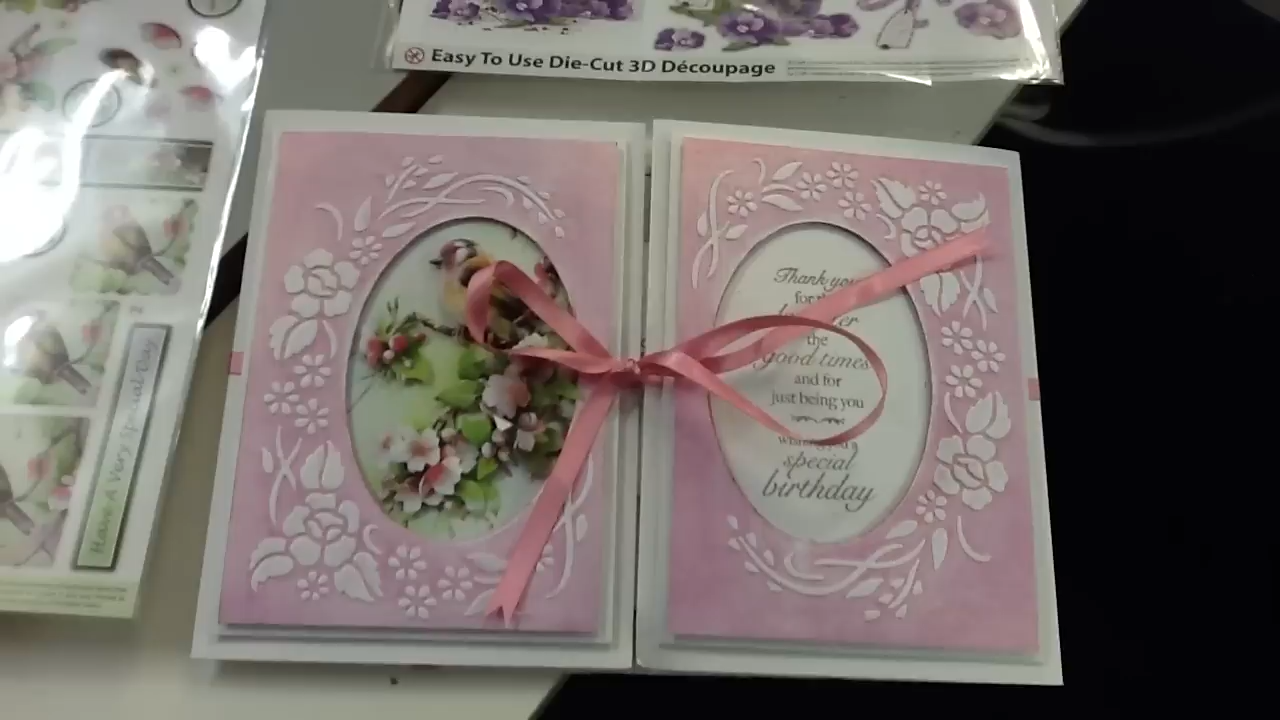 Easy To Use Die-Cut 3D Découpage
Thank you
for
the
good times
and for
just being you
special
birthday
Have A Very Special Day